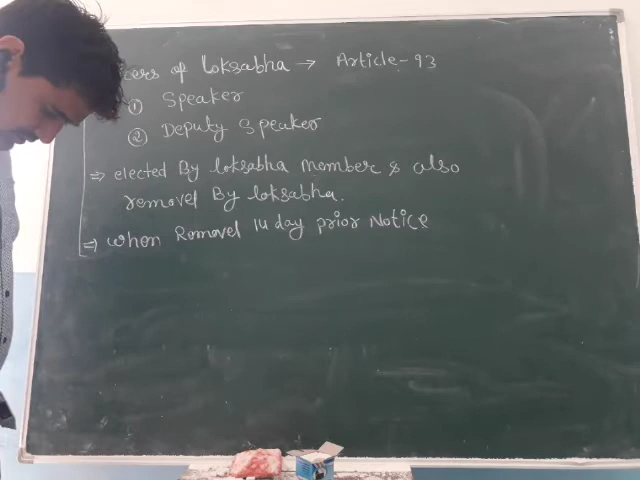 cers of loksabha → Article-93
① Speaker
② Deputy Speaker
⇒ elected By loksabha member & also
removel By loksabha.
⇒ when Removel 14 day prior Notice